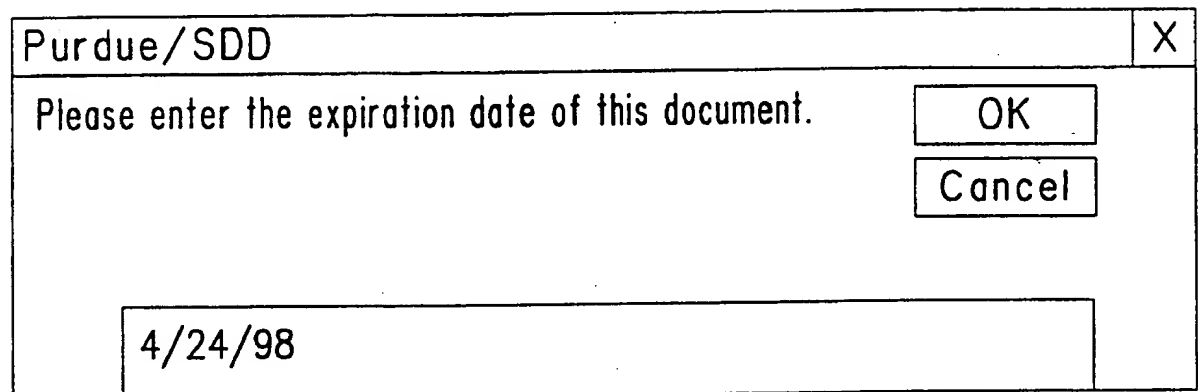 Purdue/SDD X
Please enter the expiration date of this document. OK
Cancel
4/24/98